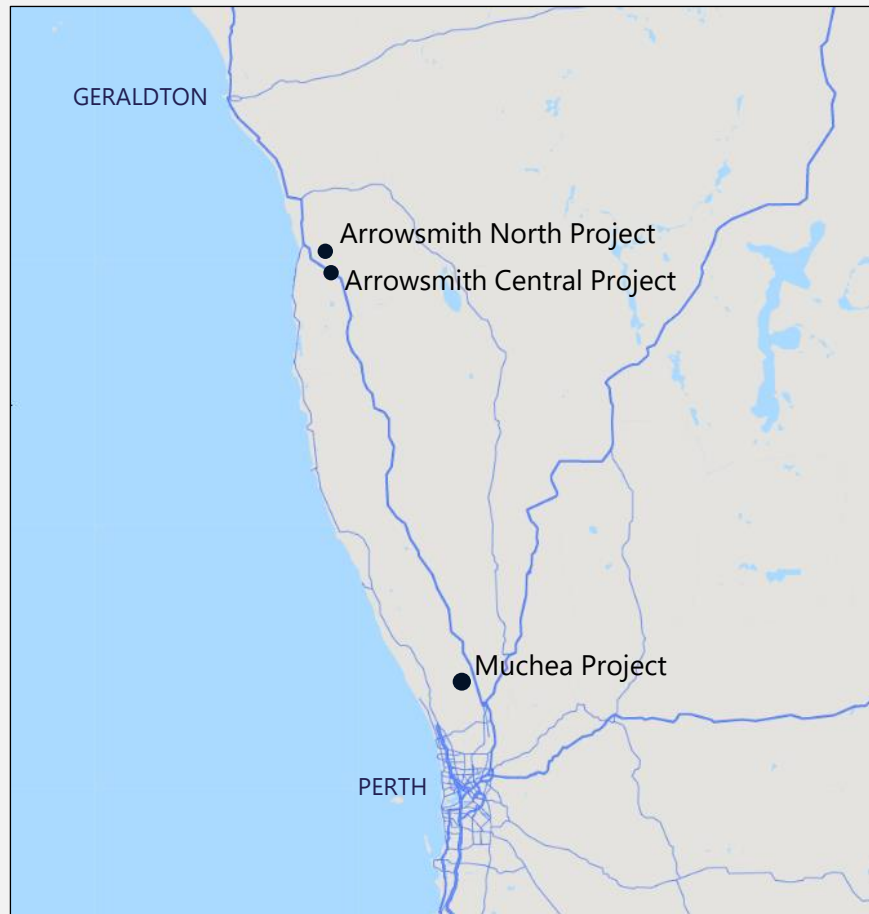 GERALDTON
Arrowsmith North Project
Arrowsmith Central Project
Muchea Project
PERTH